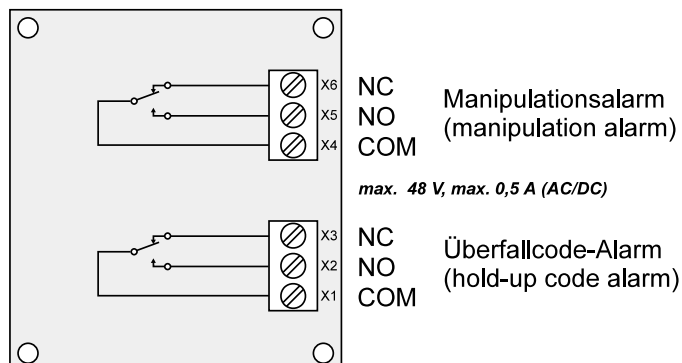 X6 NC
X5 NO
X4 COM
Manipulationsalarm
(manipulation alarm)
max. 48 V, max. 0,5 A (AC/DC)
X3 NC
X2 NO
X1 COM
Überfallcode-Alarm
(hold-up code alarm)